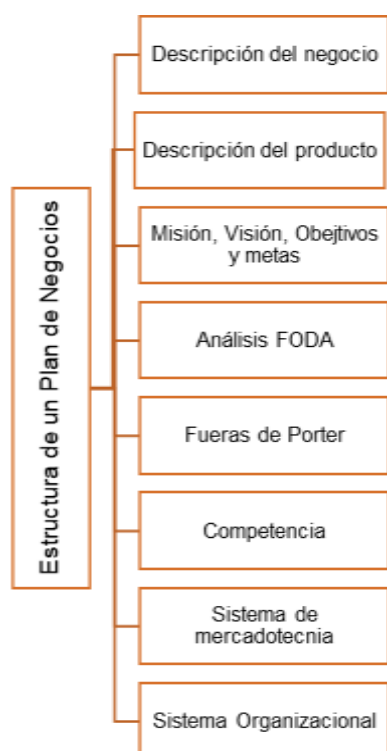 Estructura de un Plan de Negocios
Descripción del negocio
Descripción del producto
Misión, Visión, Obejtivos
y metas
Análisis FODA
Fueras de Porter
Competencia
Sistema de
mercadotecnia
Sistema Organizacional